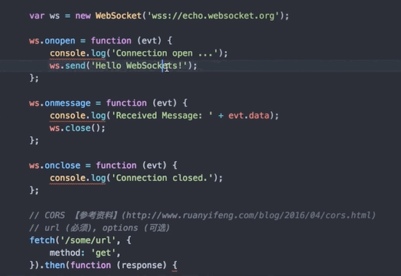 var ws = new WebSocket('wss://echo.websocket.org');
ws.onopen = function (evt) {
console.log('Connection open ...');
ws.send('Hello WebSockets!');
};
ws.onmessage = function (evt) {
console.log('Received Message: ' + evt.data);
ws.close();
};
ws.onclose = function (evt) {
console.log('Connection closed.');
};
// CORS 【参考资料】(http://www.ruanyifeng.com/blog/2016/04/cors.html)
// url (必须), options (可选)
fetch('/some/url', {
method: 'get',
}).then(function (response) {